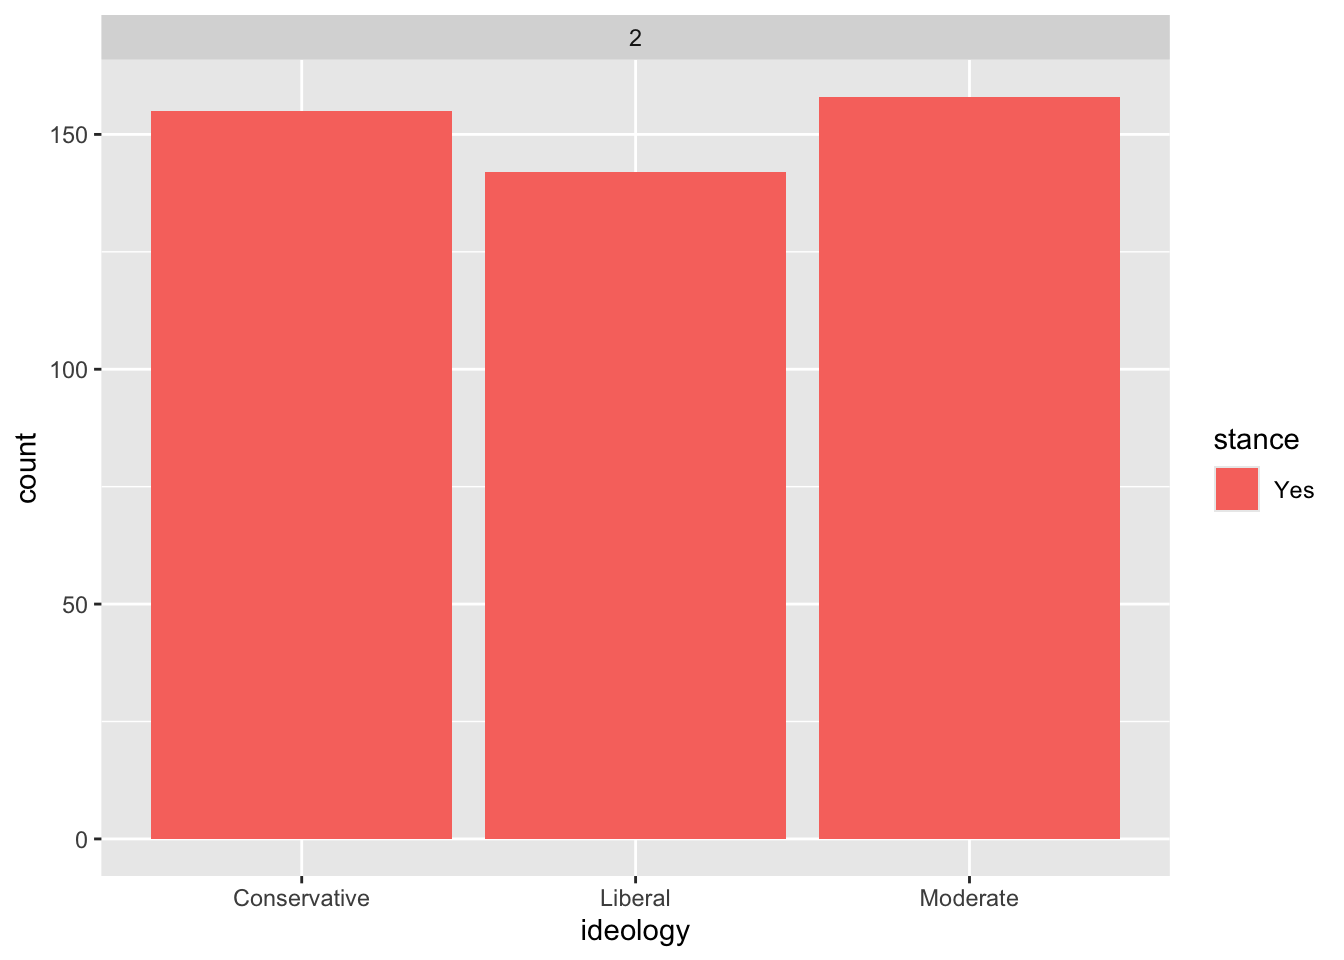 2
150
100
50
0
count
Conservative
Liberal
Moderate
ideology
stance
Yes